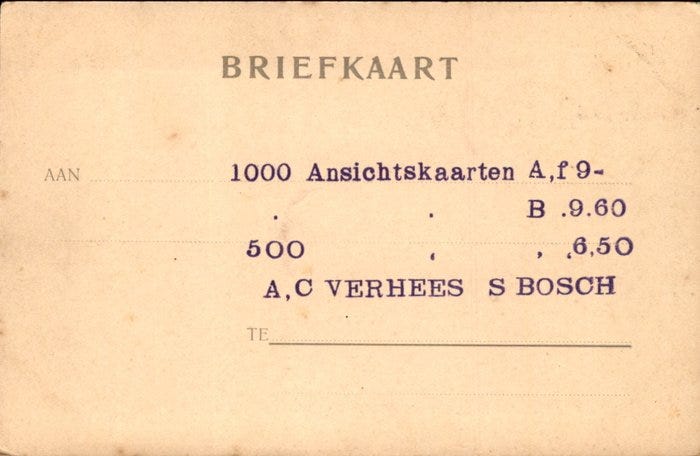 BRIEFKAART
AAN 1000 Ansichtskaarten A,f 9-
. . B .9.60
500 , , ,6,50
A,C VERHEES S BOSCH
TE